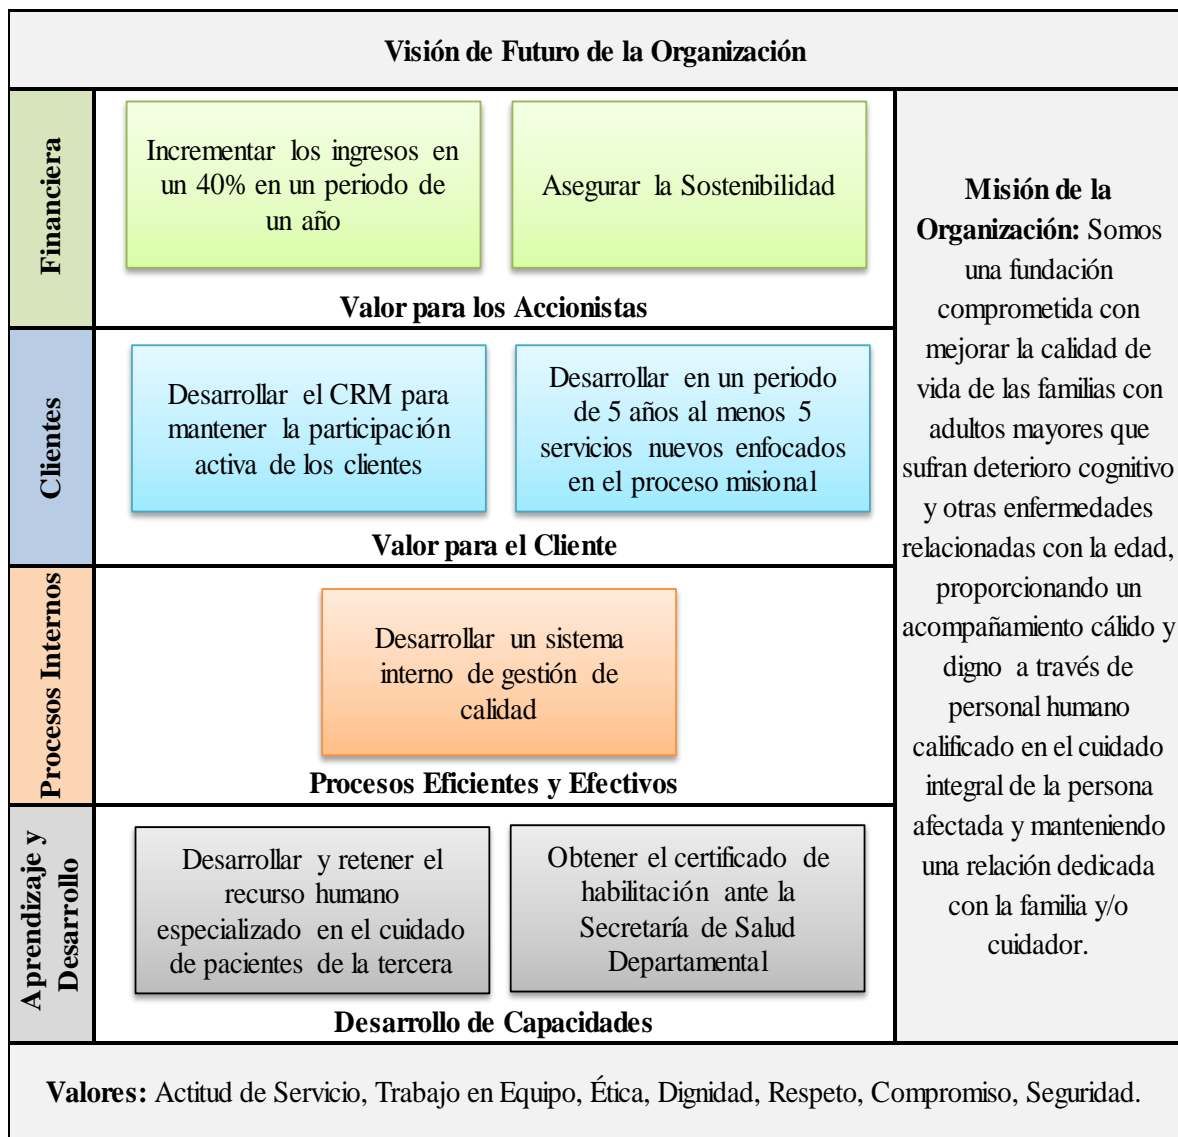 Visión de Futuro de la Organización
Financiera
Incrementar los ingresos en
un 40% en un periodo de
un año
Asegurar la Sostenibilidad
Valor para los Accionistas
Clientes
Desarrollar el CRM para
mantener la participación
activa de los clientes
Desarrollar en un periodo
de 5 años al menos 5
servicios nuevos enfocados
en el proceso misional
Valor para el Cliente
Procesos Internos
Desarrollar un sistema
interno de gestión de
calidad
Procesos Eficientes y Efectivos
Aprendizaje y
Desarrollo
Desarrollar y retener el
recurso humano
especializado en el cuidado
de pacientes de la tercera
Obtener el certificado de
habilitación ante la
Secretaría de Salud
Departamental
Desarrollo de Capacidades
Misión de la
Organización: Somos
una fundación
comprometida con
mejorar la calidad de
vida de las familias con
adultos mayores que
sufran deterioro cognitivo
y otras enfermedades
relacionadas con la edad,
proporcionando un
acompañamiento cálido y
digno a través de
personal humano
calificado en el cuidado
integral de la persona
afectada y manteniendo
una relación dedicada
con la familia y/o
cuidador.
Valores: Actitud de Servicio, Trabajo en Equipo, Ética, Dignidad, Respeto, Compromiso, Seguridad.